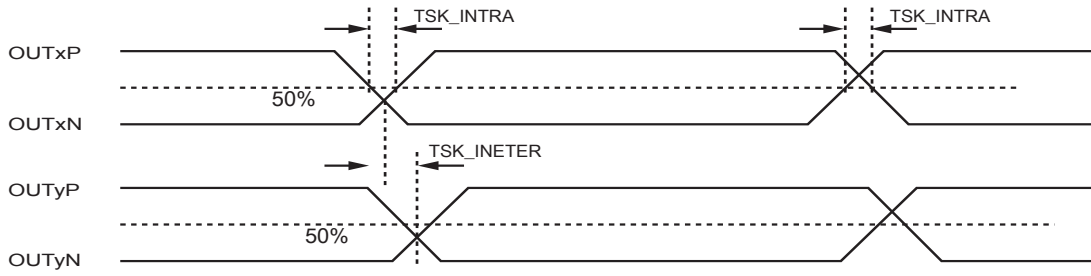 TSK_INTRA TSK_INTRA
OUTxP
50%
OUTxN
TSK_INETER
OUTyP
50%
OUTyN